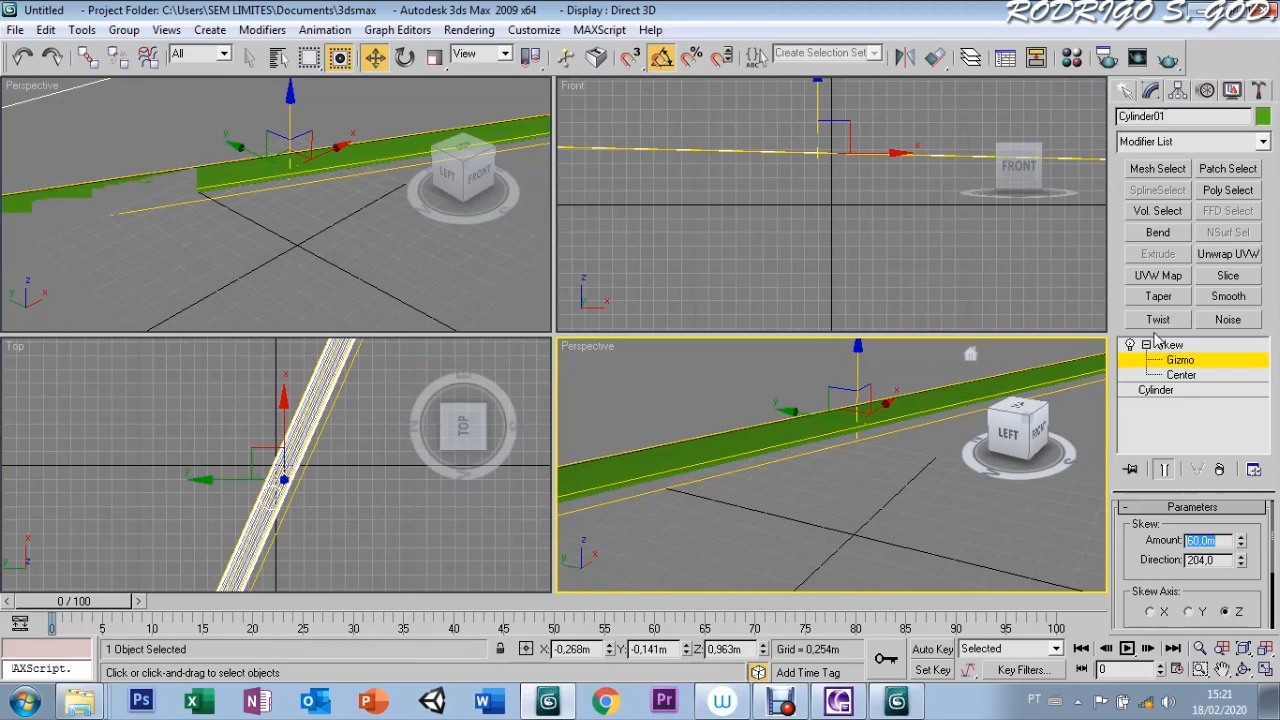 Untitled - Project Folder: C:\Users\SEM LIMITES\Documents\3dsmax - Autodesk 3ds Max 2009 x64 - Display : Direct 3D
RODRIGO S. GOD
File Edit Tools Group Views Create Modifiers Animation Graph Editors Rendering Customize MAXScript Help
All View Create Selection Set
Perspective
Front
Cylinder01
Modifier List
Mesh Select Patch Select
SplineSelect Poly Select
Vol. Select FFD Select
Bend NSurf Sel
Extrude Unwrap UVW
UVW Map Slice
Taper Smooth
Twist Noise
LEFT FRONT
FRONT
Top
Perspective
TOP
LEFT
Skew
Gizmo
Center
Cylinder
Parameters
Skew:
Amount: 60,0m
Direction: 204,0
Skew Axis:
X Y Z
0 / 100
0 5 10 15 20 25 30 35 40 45 50 55 60 65 70 75 80 85 90 95 100
1 Object Selected X: -0,268m Y: -0,141m Z: 0,963m Grid = 0,254m Auto Key Selected
AXScript. Click or click-and-drag to select objects Add Time Tag Set Key Key Filters... 0
PT 15:21
18/02/2020